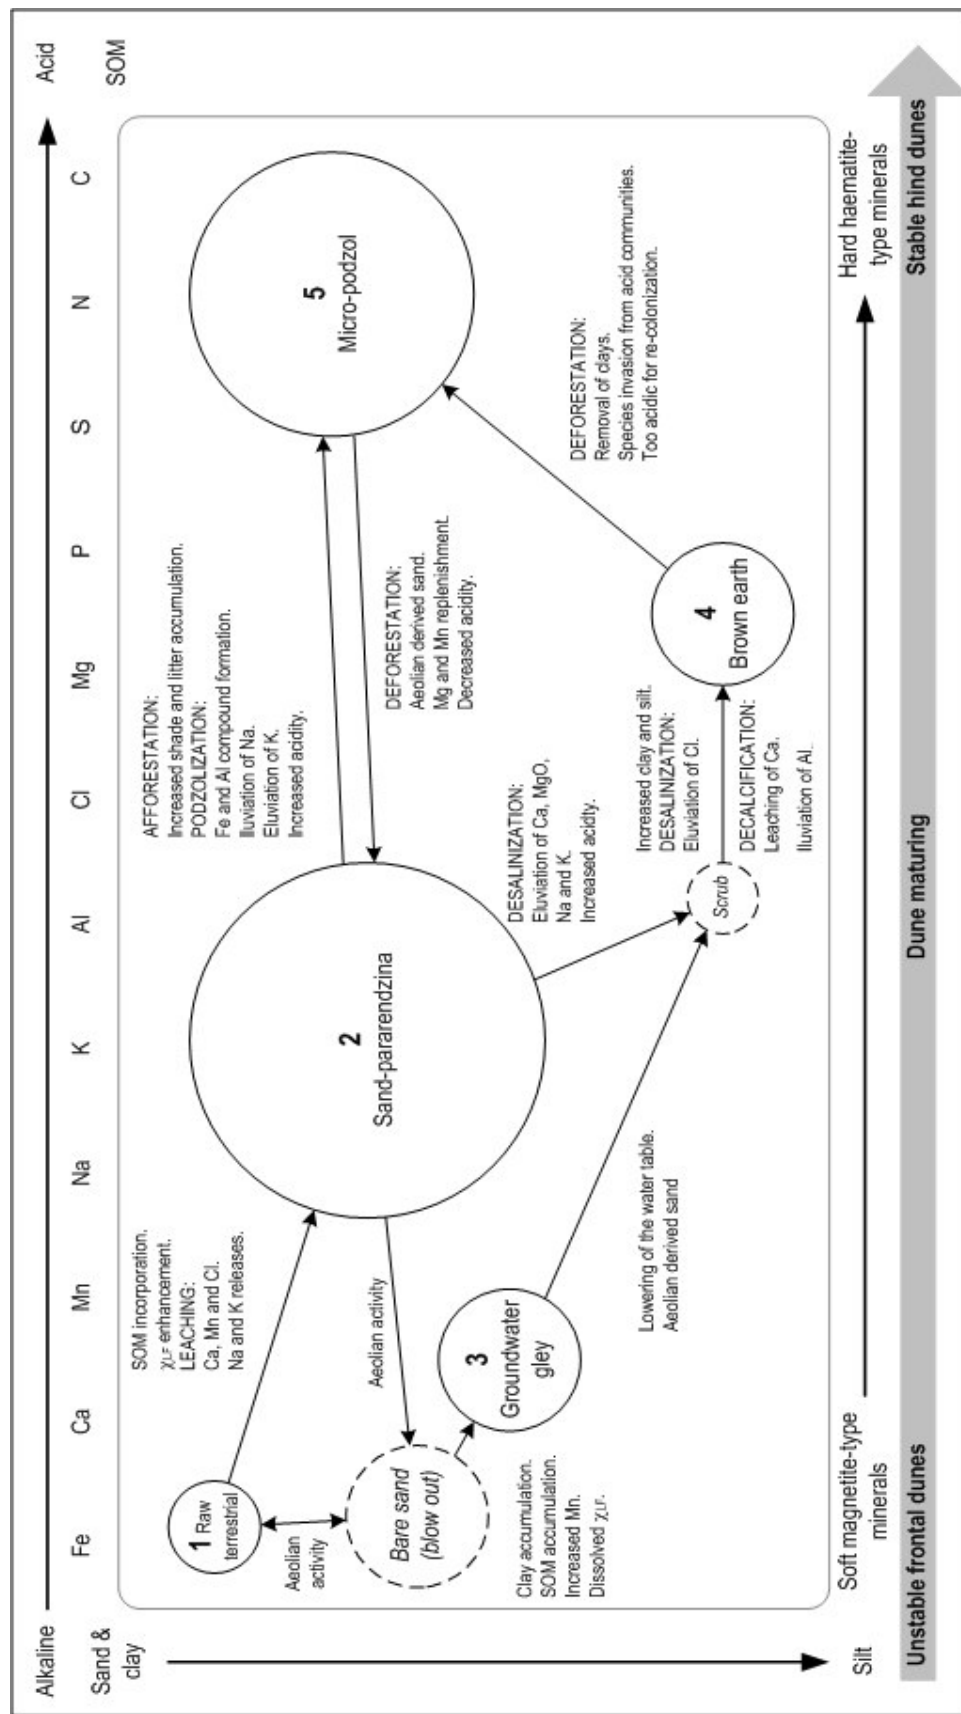 Alkaline
Acid
Sand &
clay
Fe
Ca
Mn
Na
K
Al
Cl
Mg
P
S
N
C
SOM
SOM incorporation.
χLF enhancement.
LEACHING:
Ca, Mn and Cl.
Na and K releases.
AFFORESTATION:
Increased shade and litter accumulation.
PODZOLIZATION:
Fe and Al compound formation.
Iluviation of Na.
Eluviation of K.
Increased acidity.
1 Raw
terrestrial
2
Sand-pararendzina
5
Micro-podzol
Aeolian
activity
Aeolian activity
DEFORESTATION:
Aeolian derived sand.
Mg and Mn replenishment.
Decreased acidity.
Bare sand
(blow out)
3
Groundwater
gley
DESALINIZATION:
Eluviation of Ca, MgO,
Na and K.
Increased acidty.
DEFORESTATION:
Removal of clays.
Species invasion from acid communities.
Too acidic for re-colonization.
Clay accumulation.
SOM accumulation.
Increased Mn.
Dissolved χLF.
Lowering of the water table.
Aeolian derived sand
Increased clay and silt.
DESALINIZATION:
Eluviation of Cl.
Scrub
4
Brown earth
DECALCIFICATION:
Leaching of Ca.
Iluviation of Al.
Silt
Soft magnetite-type
minerals
Hard haematite-
type minerals
Unstable frontal dunes
Dune maturing
Stable hind dunes